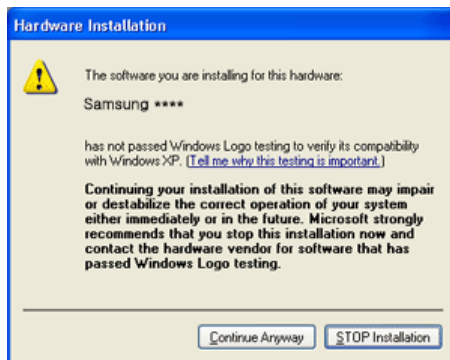 Hardware Installation
The software you are installing for this hardware:
Samsung ****
has not passed Windows Logo testing to verify its compatibility
with Windows XP. (Tell me why this testing is important.)
Continuing your installation of this software may impair
or destabilize the correct operation of your system
either immediately or in the future. Microsoft strongly
recommends that you stop this installation now and
contact the hardware vendor for software that has
passed Windows Logo testing.
Continue Anyway STOP Installation